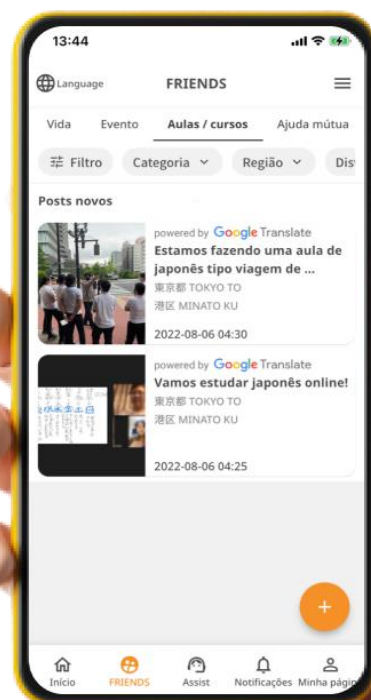 13:44
Language
FRIENDS
Vida Evento Aulas / cursos Ajuda mútua
Filtro Categoria Região
Posts novos
powered by Google Translate
Estamos fazendo uma aula de
japonês tipo viagem de ...
東京都 TOKYO TO
港区 MINATO KU
2022-08-06 04:30
powered by Google Translate
Vamos estudar japonês online!
東京都 TOKYO TO
港区 MINATO KU
2022-08-06 04:25
Início FRIENDS Assist Notificações Minha págin